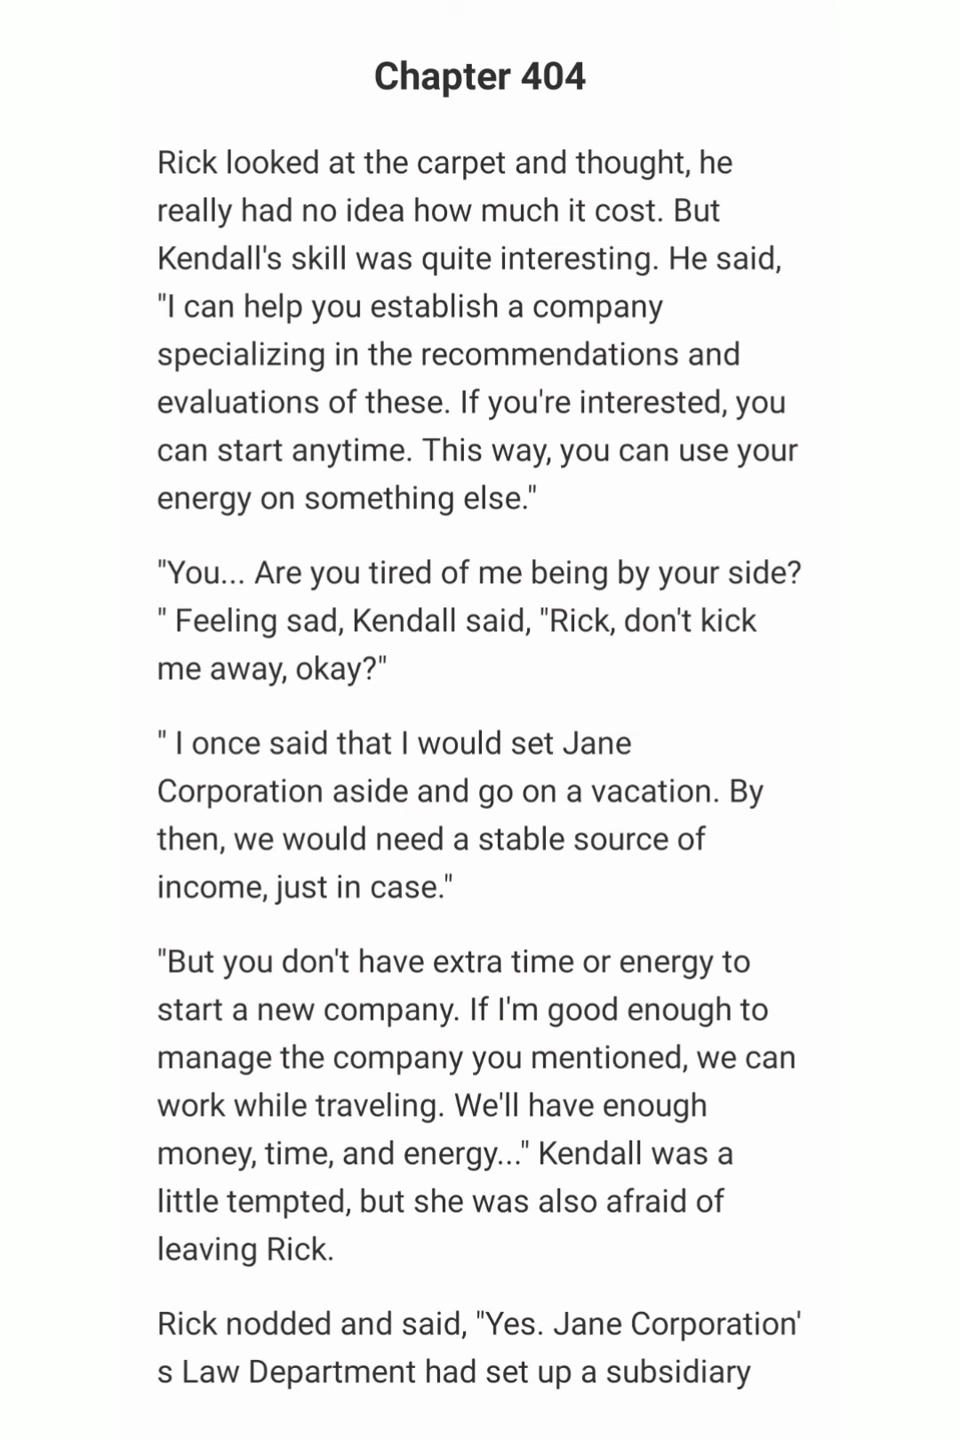 Chapter 404
Rick looked at the carpet and thought, he
really had no idea how much it cost. But
Kendall's skill was quite interesting. He said,
"I can help you establish a company
specializing in the recommendations and
evaluations of these. If you're interested, you
can start anytime. This way, you can use your
energy on something else."
"You... Are you tired of me being by your side?
" Feeling sad, Kendall said, "Rick, don't kick
me away, okay?"
" I once said that I would set Jane
Corporation aside and go on a vacation. By
then, we would need a stable source of
income, just in case."
"But you don't have extra time or energy to
start a new company. If I'm good enough to
manage the company you mentioned, we can
work while traveling. We'll have enough
money, time, and energy..." Kendall was a
little tempted, but she was also afraid of
leaving Rick.
Rick nodded and said, "Yes. Jane Corporation'
s Law Department had set up a subsidiary